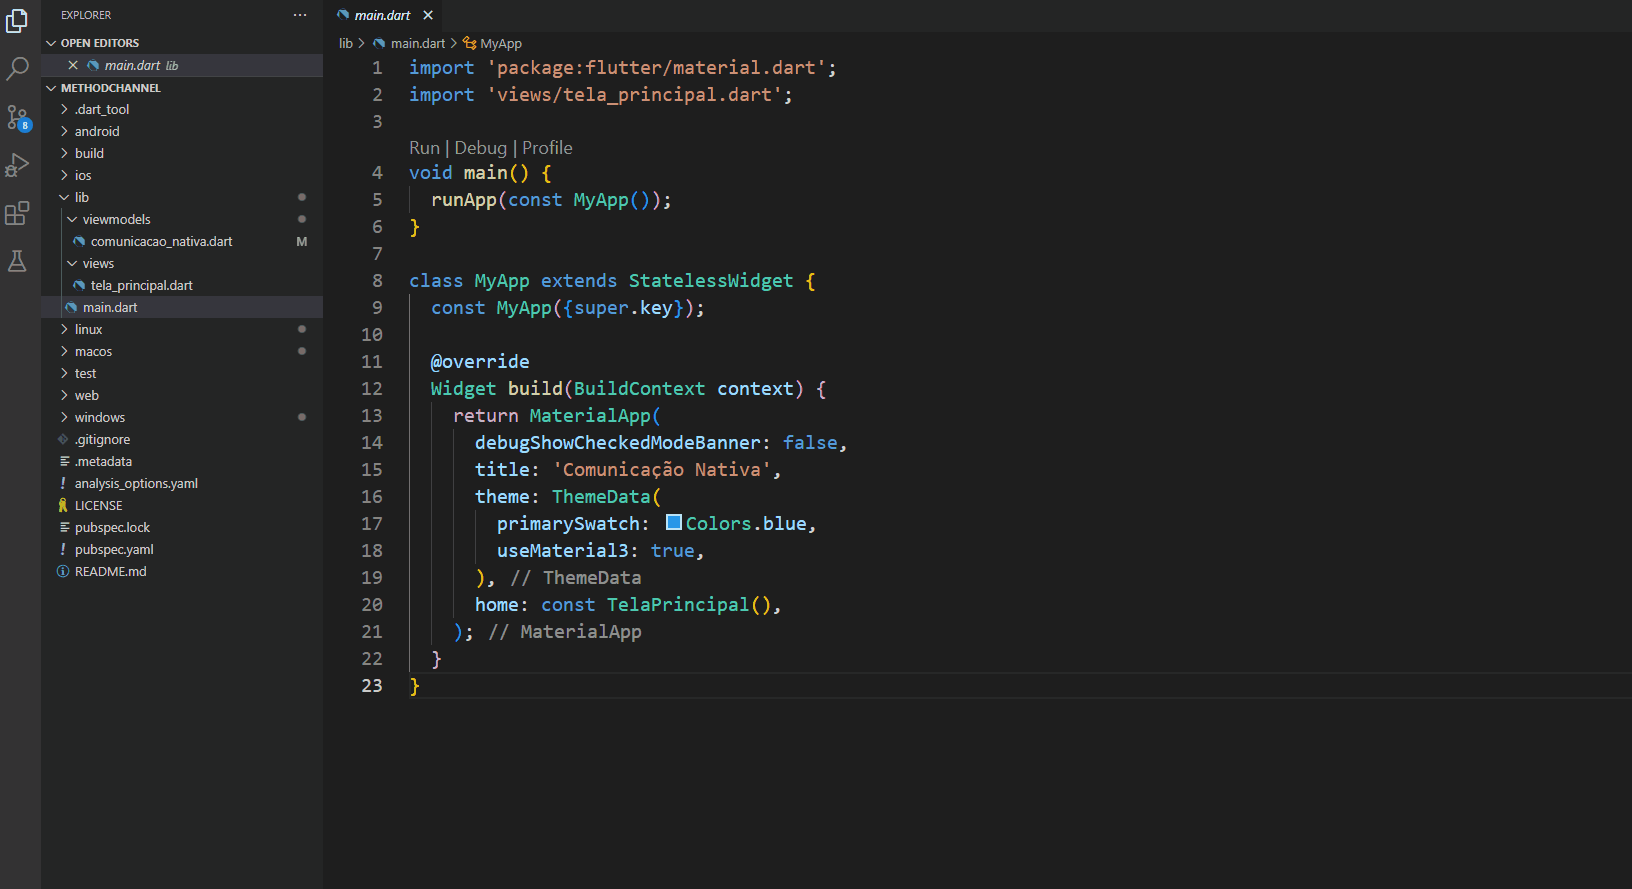 EXPLORER ...
OPEN EDITORS
main.dart lib
METHODCHANNEL
.dart_tool
android
build
ios
lib
viewmodels
comunicacao_nativa.dart M
views
tela_principal.dart
main.dart
linux
macos
test
web
windows
.gitignore
.metadata
! analysis_options.yaml
LICENSE
pubspec.lock
! pubspec.yaml
README.md
8
main.dart
lib > main.dart > MyApp
1 import 'package:flutter/material.dart';
2 import 'views/tela_principal.dart';
3
Run | Debug | Profile
4 void main() {
5 runApp(const MyApp());
6 }
7
8 class MyApp extends StatelessWidget {
9 const MyApp({super.key});
10
11 @override
12 Widget build(BuildContext context) {
13 return MaterialApp(
14 debugShowCheckedModeBanner: false,
15 title: 'Comunicação Nativa',
16 theme: ThemeData(
17 primarySwatch: Colors.blue,
18 useMaterial3: true,
19 ), // ThemeData
20 home: const TelaPrincipal(),
21 ); // MaterialApp
22 }
23 }